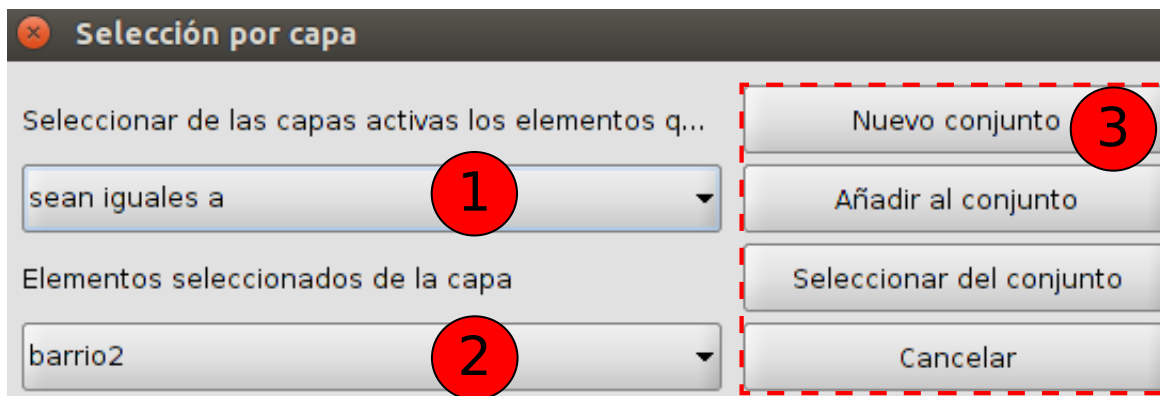 Selección por capa
Seleccionar de las capas activas los elementos q...
sean iguales a
1
Elementos seleccionados de la capa
barrio2
2
Nuevo conjunto
3
Añadir al conjunto
Seleccionar del conjunto
Cancelar